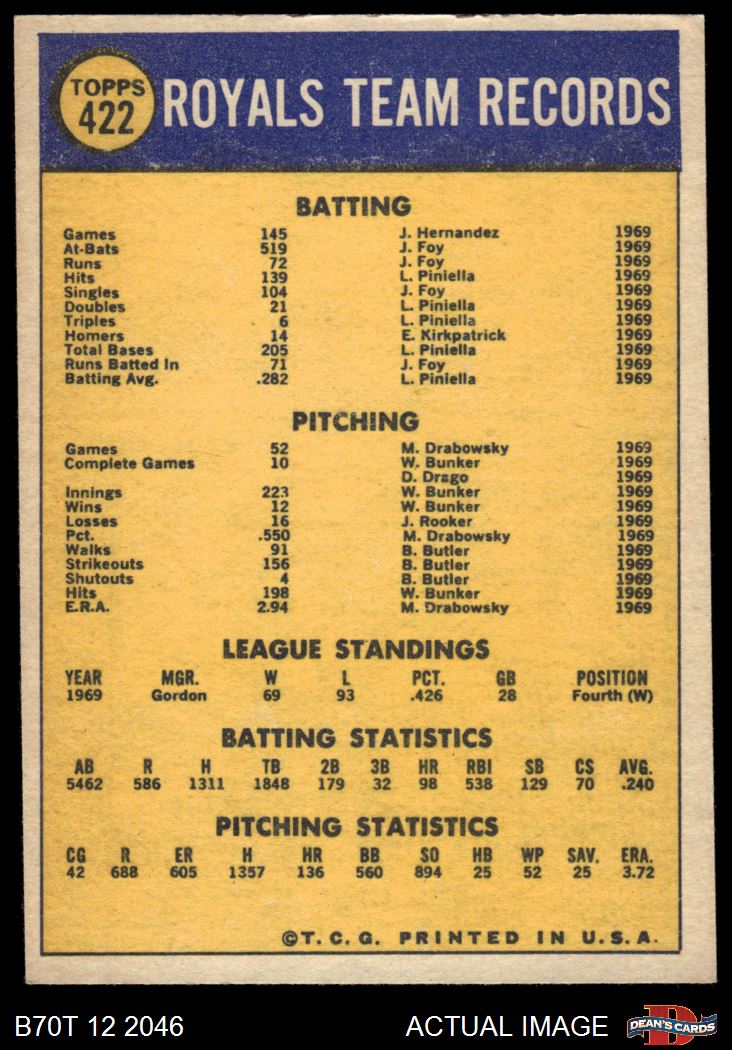 TOPPS
422
ROYALS TEAM RECORDS
BATTING
Games 145 J. Hernandez 1969
At-Bats 519 J. Foy 1969
Runs 72 J. Foy 1969
Hits 139 L. Piniella 1969
Singles 104 J. Foy 1969
Doubles 21 L. Piniella 1969
Triples 6 L. Piniella 1969
Homers 14 E. Kirkpatrick 1969
Total Bases 205 L. Piniella 1969
Runs Batted In 71 J. Foy 1969
Batting Avg. .282 L. Piniella 1969
PITCHING
Games 52 M. Drabowsky 1969
Complete Games 10 W. Bunker 1969
D. Drago 1969
Innings 223 W. Bunker 1969
Wins 12 W. Bunker 1969
Losses 16 J. Rooker 1969
Pct. .550 M. Drabowsky 1969
Walks 91 B. Butler 1969
Strikeouts 156 B. Butler 1969
Shutouts 4 B. Butler 1969
Hits 198 W. Bunker 1969
E.R.A. 2.94 M. Drabowsky 1969
LEAGUE STANDINGS
YEAR MGR. W L PCT. GB POSITION
1969 Gordon 69 93 .426 28 Fourth (W)
BATTING STATISTICS
AB R H TB 2B 3B HR RBI SB CS AVG.
5462 586 1311 1848 179 32 98 538 129 70 .240
PITCHING STATISTICS
CG R ER H HR BB SO HB WP SAV. ERA.
42 688 605 1357 136 560 894 25 52 25 3.72
©T. C. G. PRINTED IN U. S. A.
B70T 12 2046 ACTUAL IMAGE DEAN'S CARDS